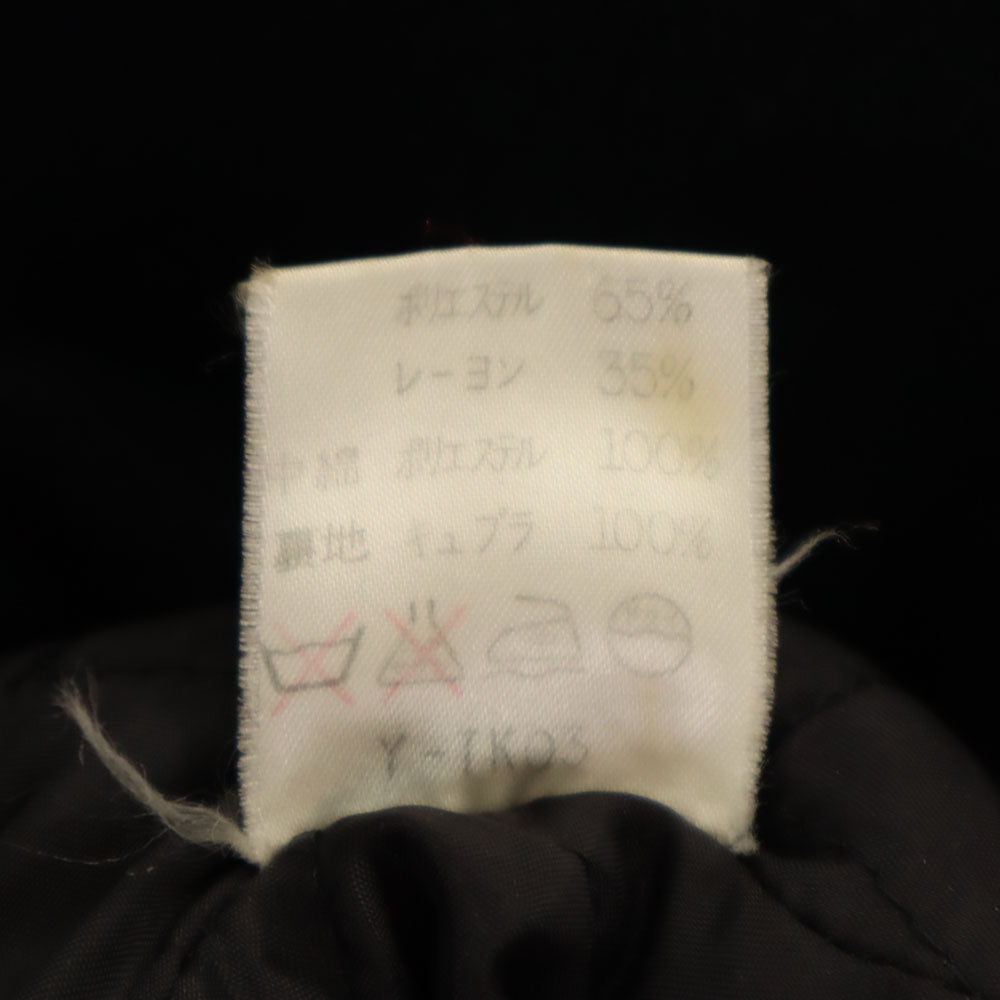 ポリエステル 65%
レーヨン 35%
中綿 ポリエステル 100%
裏地 キュプラ 100%
Y-IK03